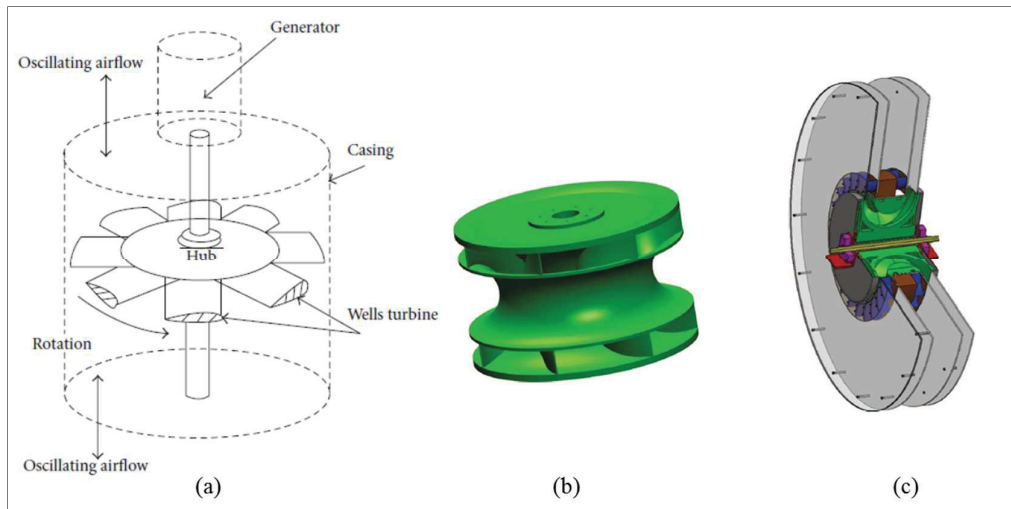 Generator
Oscillating airflow
Casing
Hub
Wells turbine
Rotation
Oscillating airflow
(a)
(b)
(c)